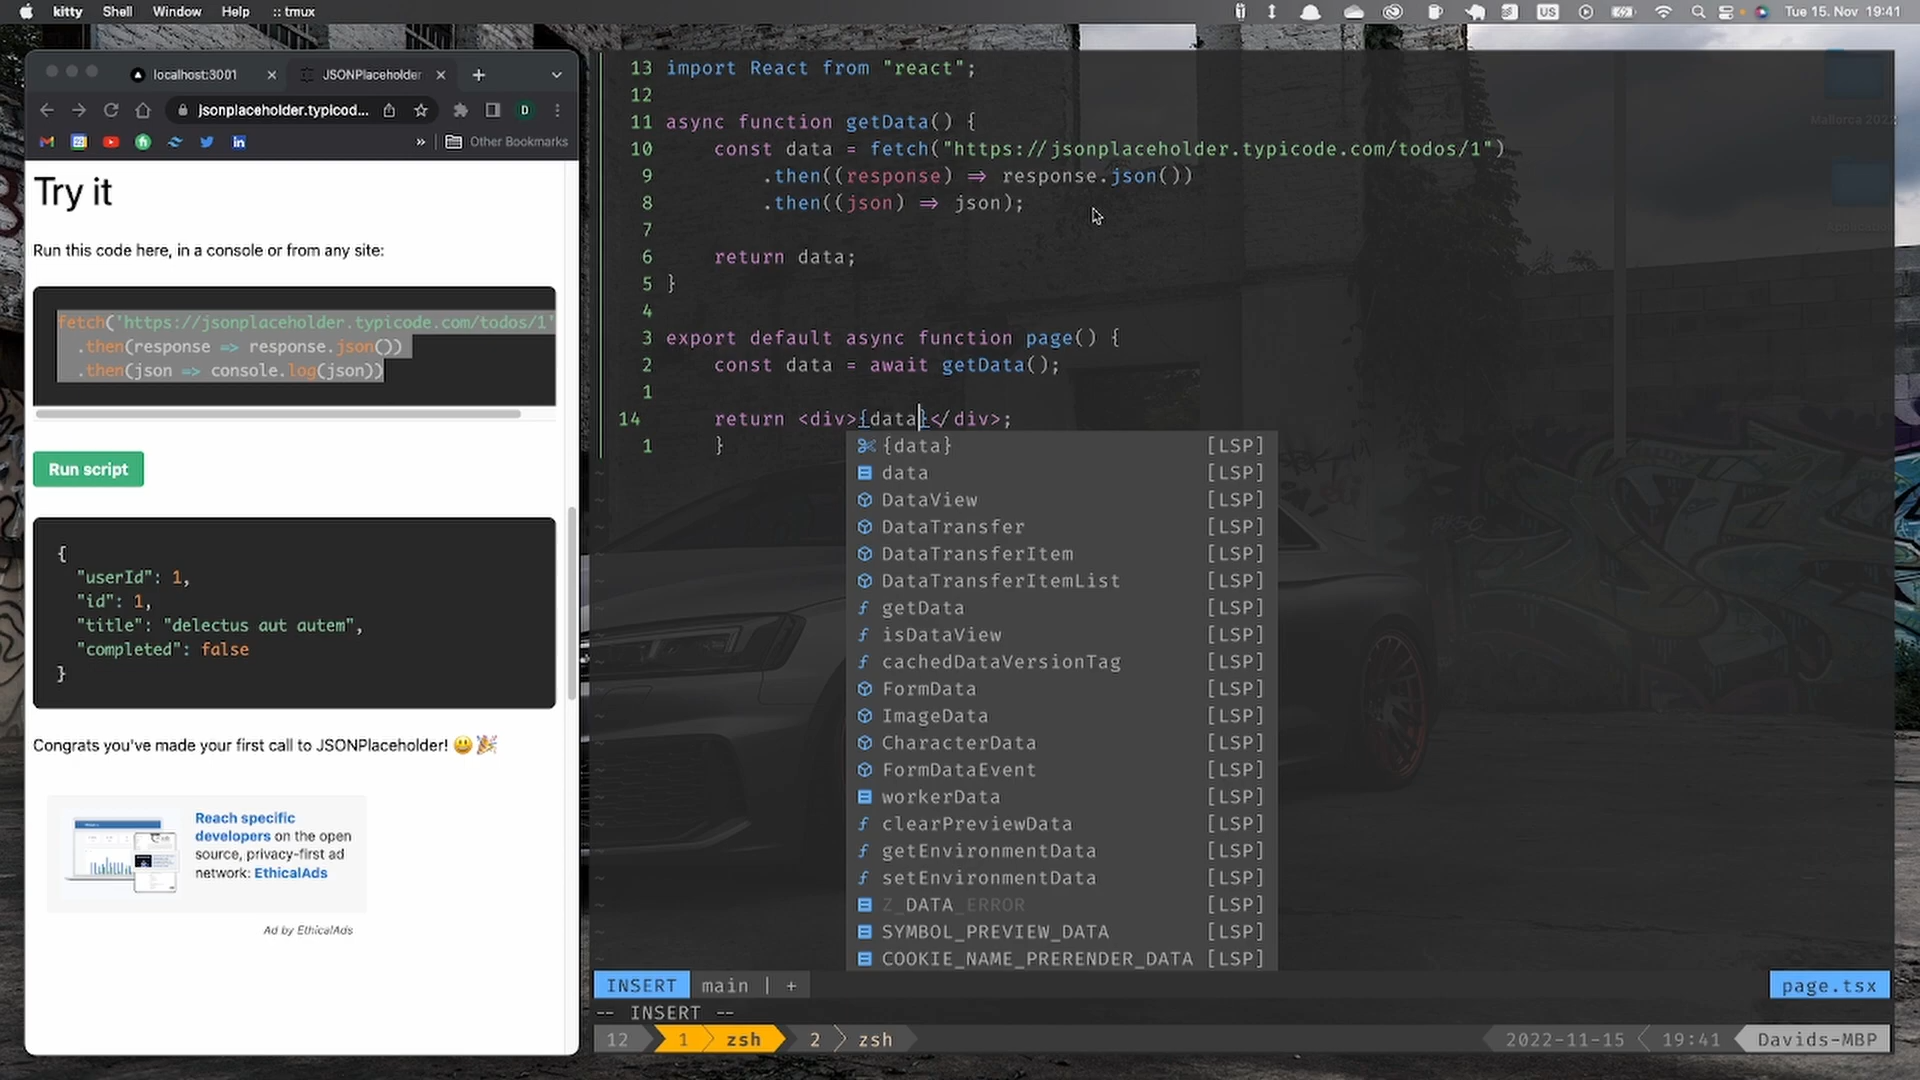 kitty Shell Window Help :: tmux
US Tue 15. Nov 19:41
localhost:3001
JSONPlaceholder
jsonplaceholder.typicod...
D
Other Bookmarks
Try it
Run this code here, in a console or from any site:
fetch('https://jsonplaceholder.typicode.com/todos/1'
.then(response => response.json())
.then(json => console.log(json))
Run script
{
"userId": 1,
"id": 1,
"title": "delectus aut autem",
"completed": false
}
Congrats you've made your first call to JSONPlaceholder! 😃 🎉
Reach specific
developers on the open
source, privacy-first ad
network: EthicalAds
Ad by EthicalAds
13 import React from "react";
12
11 async function getData() {
10 const data = fetch("https://jsonplaceholder.typicode.com/todos/1")
9 .then((response) => response.json())
8 .then((json) => json);
7
6 return data;
5 }
4
3 export default async function page() {
2 const data = await getData();
1
14 return <div>{data}</div>;
1 }
{data} [LSP]
data [LSP]
DataView [LSP]
DataTransfer [LSP]
DataTransferItem [LSP]
DataTransferItemList [LSP]
getData [LSP]
isDataView [LSP]
cachedDataVersionTag [LSP]
FormData [LSP]
ImageData [LSP]
CharacterData [LSP]
FormDataEvent [LSP]
workerData [LSP]
clearPreviewData [LSP]
getEnvironmentData [LSP]
setEnvironmentData [LSP]
Z_DATA_ERROR [LSP]
SYMBOL_PREVIEW_DATA [LSP]
COOKIE_NAME_PRERENDER_DATA [LSP]
INSERT main | +
page.tsx
-- INSERT --
12 1 zsh 2 zsh
2022-11-15 19:41 Davids-MBP